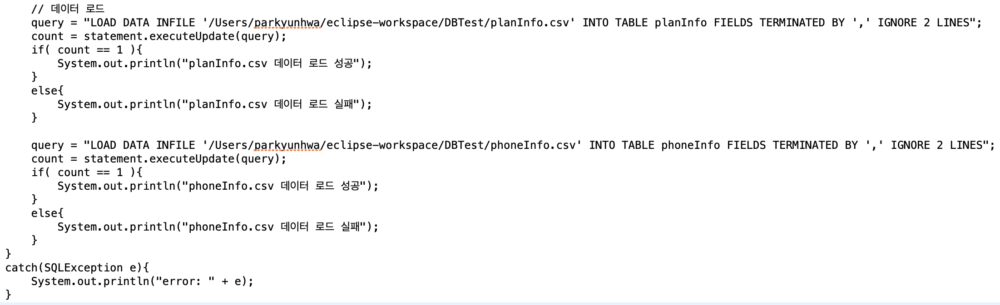 // 데이터 로드
query = "LOAD DATA INFILE '/Users/parkyunhwa/eclipse-workspace/DBTest/planInfo.csv' INTO TABLE planInfo FIELDS TERMINATED BY ',' IGNORE 2 LINES";
count = statement.executeUpdate(query);
if( count == 1 ){
System.out.println("planInfo.csv 데이터 로드 성공");
}
else{
System.out.println("planInfo.csv 데이터 로드 실패");
}
query = "LOAD DATA INFILE '/Users/parkyunhwa/eclipse-workspace/DBTest/phoneInfo.csv' INTO TABLE phoneInfo FIELDS TERMINATED BY ',' IGNORE 2 LINES";
count = statement.executeUpdate(query);
if( count == 1 ){
System.out.println("phoneInfo.csv 데이터 로드 성공");
}
else{
System.out.println("phoneInfo.csv 데이터 로드 실패");
}
}
catch(SQLException e){
System.out.println("error: " + e);
}